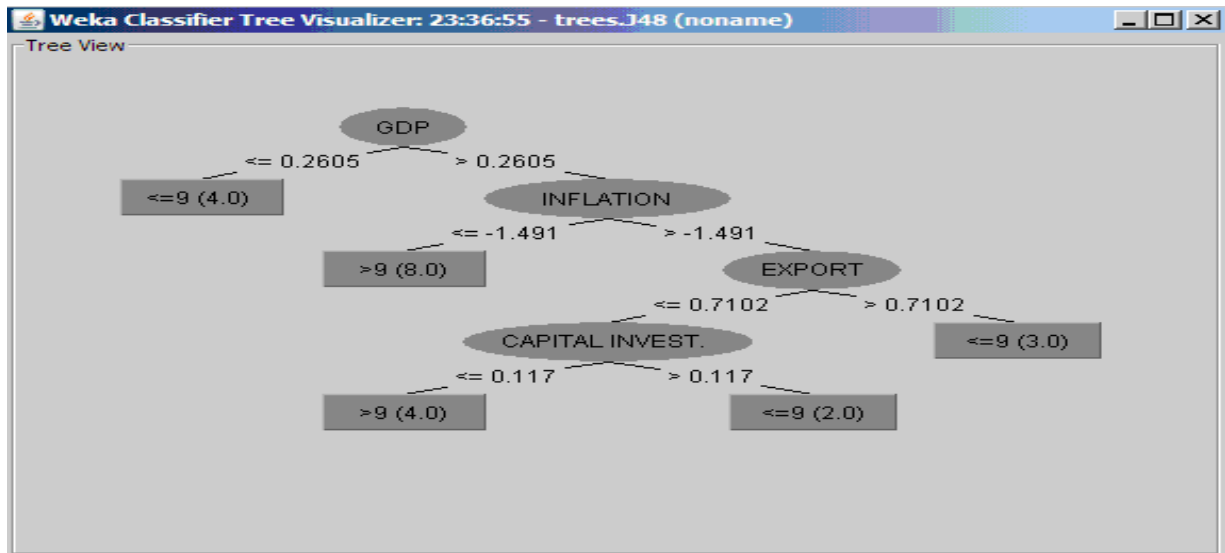 Weka Classifier Tree Visualizer: 23:36:55 - trees.J48 (noname)
Tree View
GDP
<= 0.2605 > 0.2605
<=9 (4.0) INFLATION
<= -1.491 > -1.491
>9 (8.0) EXPORT
<= 0.7102 > 0.7102
CAPITAL INVEST. <=9 (3.0)
<= 0.117 > 0.117
>9 (4.0) <=9 (2.0)